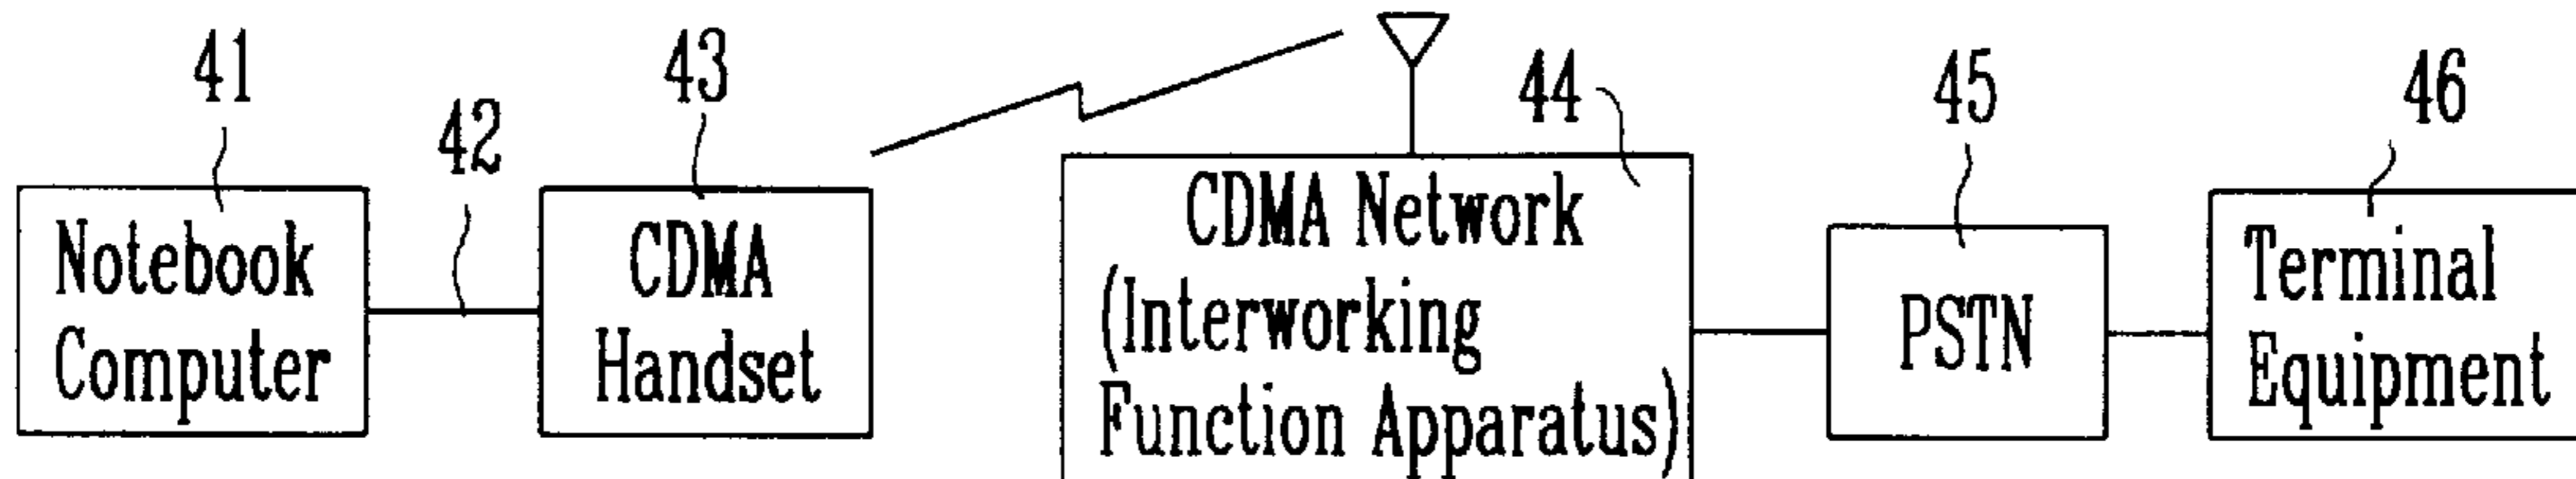 41
42
43
44
45
46
Notebook
Computer
CDMA
Handset
CDMA Network
(Interworking
Function Apparatus)
PSTN
Terminal
Equipment